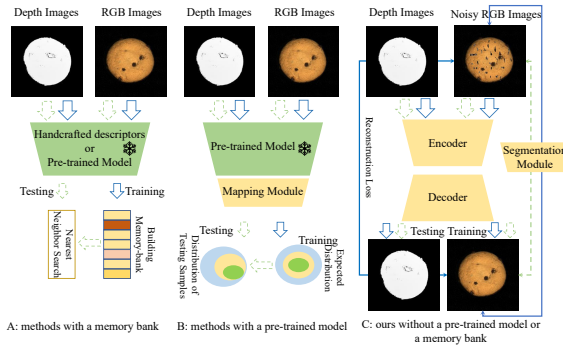 Depth Images
RGB Images
Handcrafted descriptors
or
Pre-trained Model
Testing
Training
Nearest
Neighbor Search
Building
Memory-bank
A: methods with a memory bank
Depth Images
RGB Images
Pre-trained Model
Mapping Module
Testing
Training
Distribution of
Testing Samples
Expected
Distribution
B: methods with a pre-trained model
Depth Images
Noisy RGB Images
Reconstruction Loss
Encoder
Decoder
Segmentation
Module
Testing Training
C: ours without a pre-trained model or
a memory bank